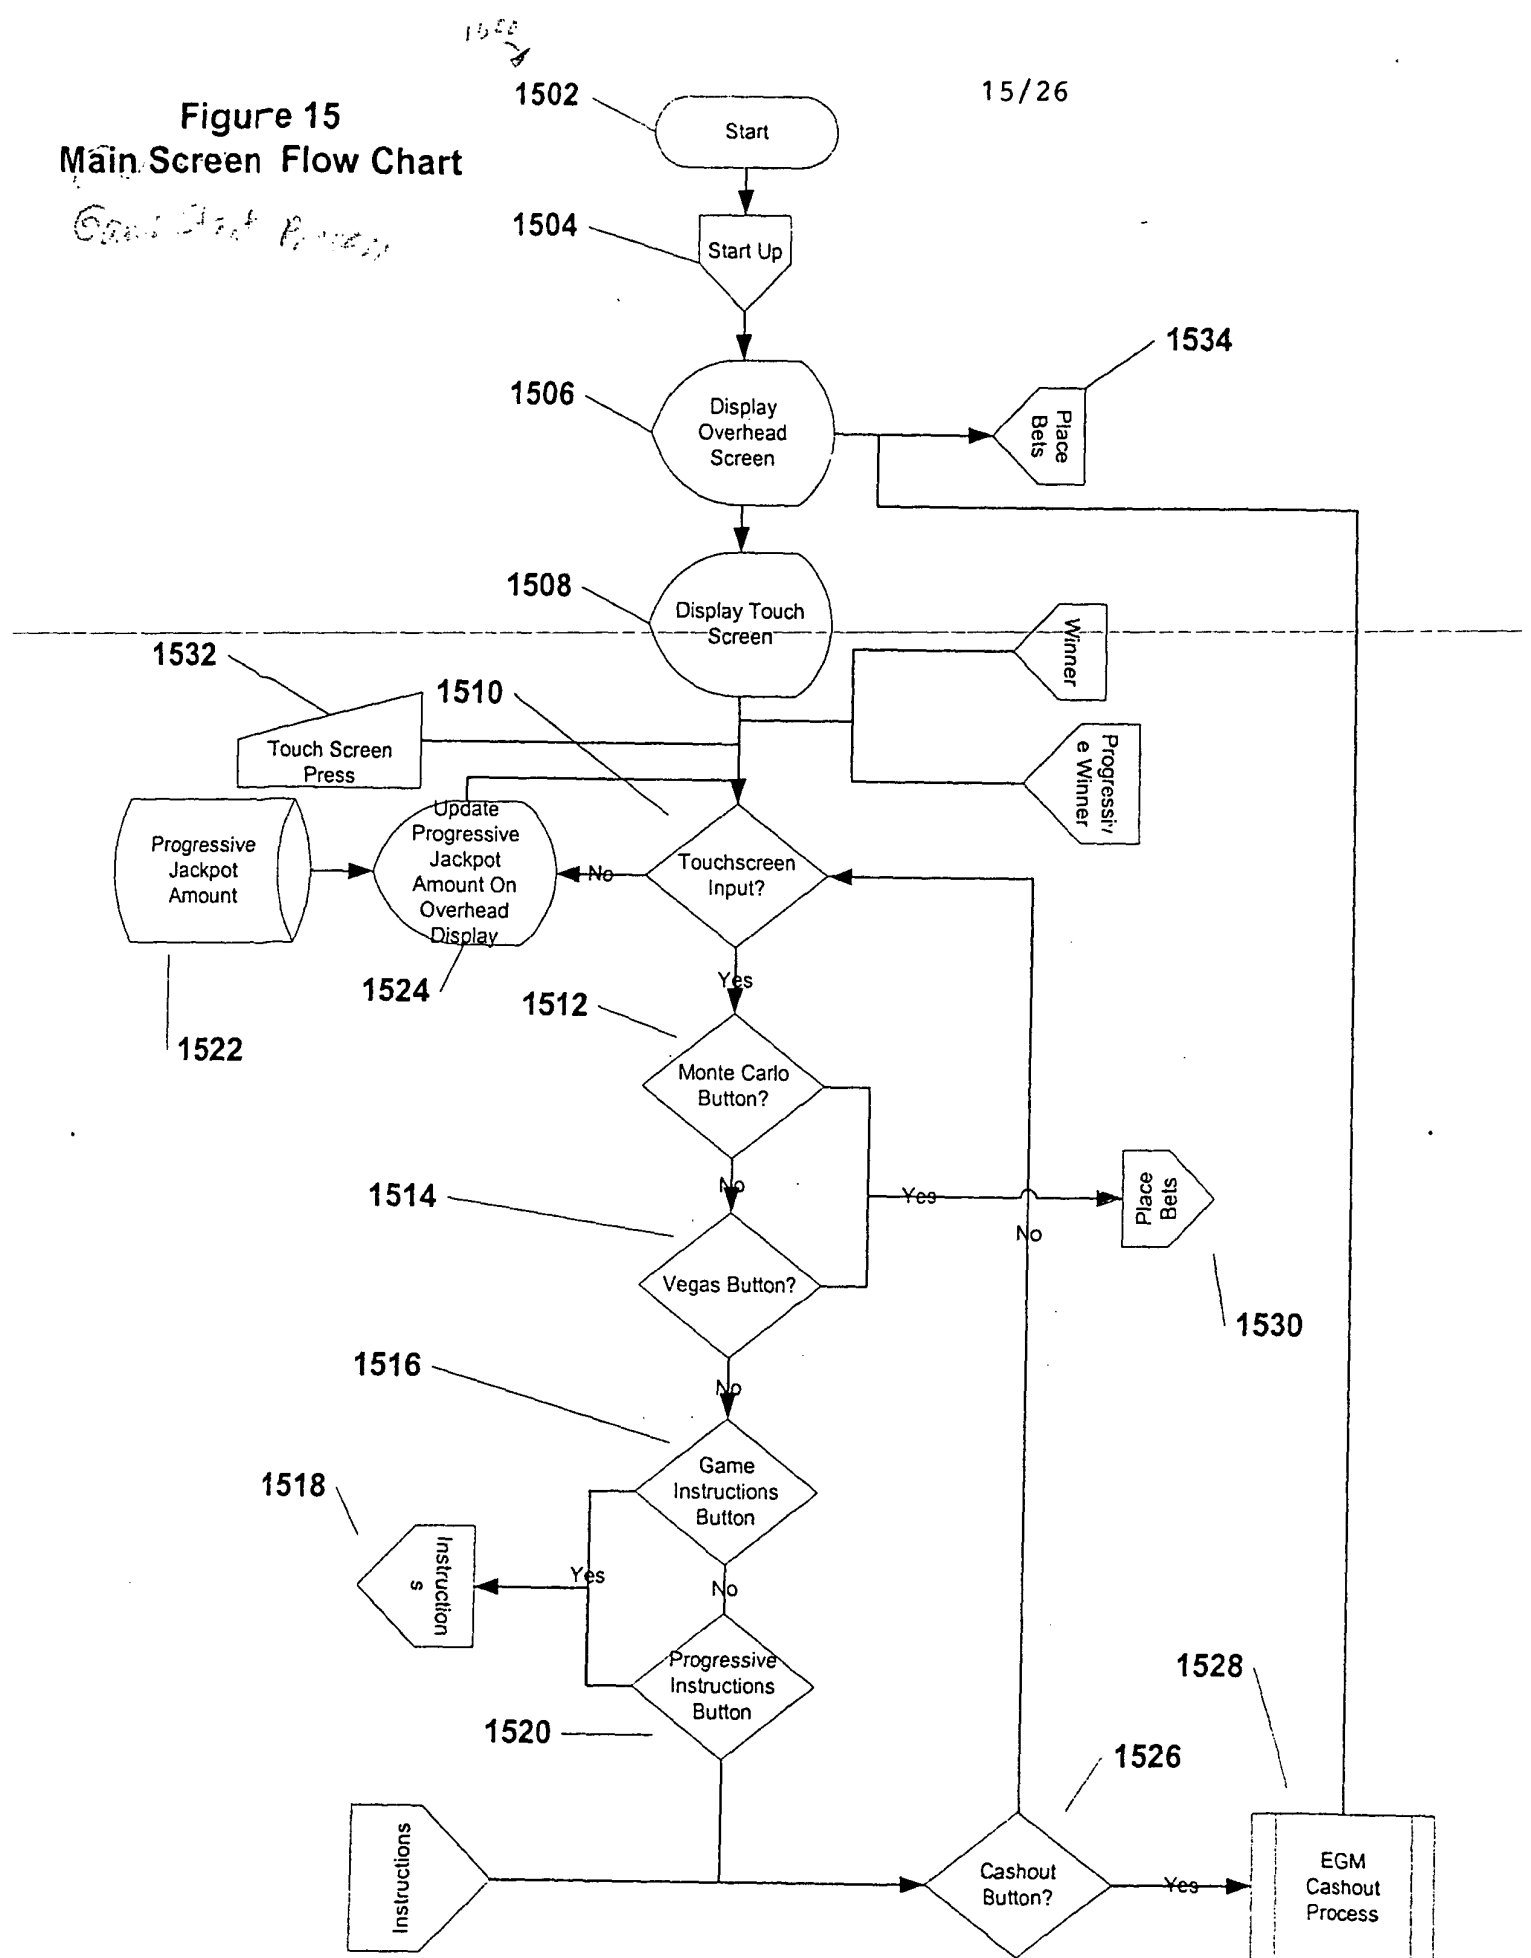 1502
15/26
Figure 15
Main Screen Flow Chart
Start
1504
Start Up
1534
1506
Display
Overhead
Screen
Place
Bets
1508
Display Touch
Screen
Winner
1532
1510
Touch Screen
Press
Progressiv
e Winner
Progressive
Jackpot
Amount
Update
Progressive
Jackpot
Amount On
Overhead
Display
No
Touchscreen
Input?
1524
Yes
1512
1522
Monte Carlo
Button?
No
1514
Yes
Place
Bets
No
Vegas Button?
1530
1516
No
Game
Instructions
Button
1518
Instruction
s
Yes
No
Progressive
Instructions
Button
1528
1520
1526
Instructions
Cashout
Button?
Yes
EGM
Cashout
Process